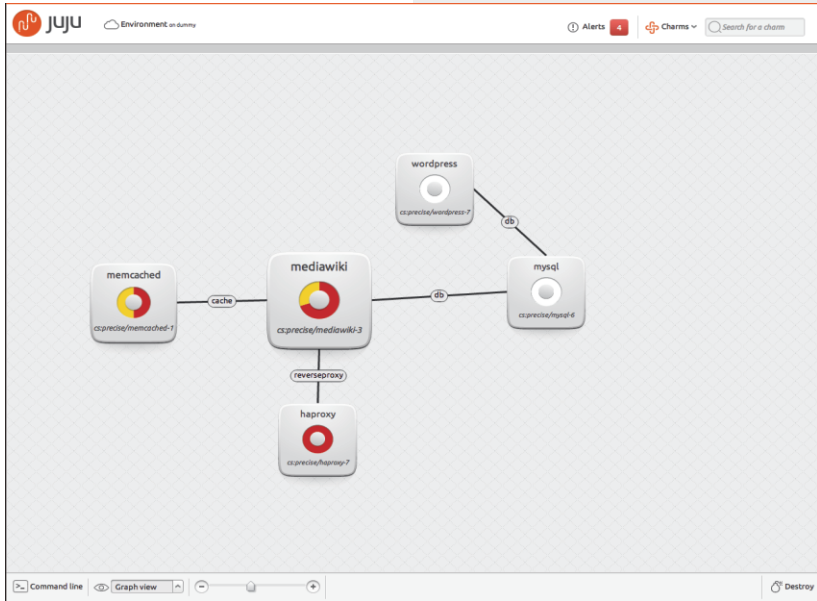 juju
Environment on dummy
Alerts 4
Charms
Search for a charm
wordpress
cs:precise/wordpress-7
db
mysql
cs:precise/mysql-6
mediawiki
cs:precise/mediawiki-3
db
memcached
cs:precise/memcached-1
cache
reverseproxy
haproxy
cs:precise/haproxy-7
>_ Command line
Graph view
Destroy